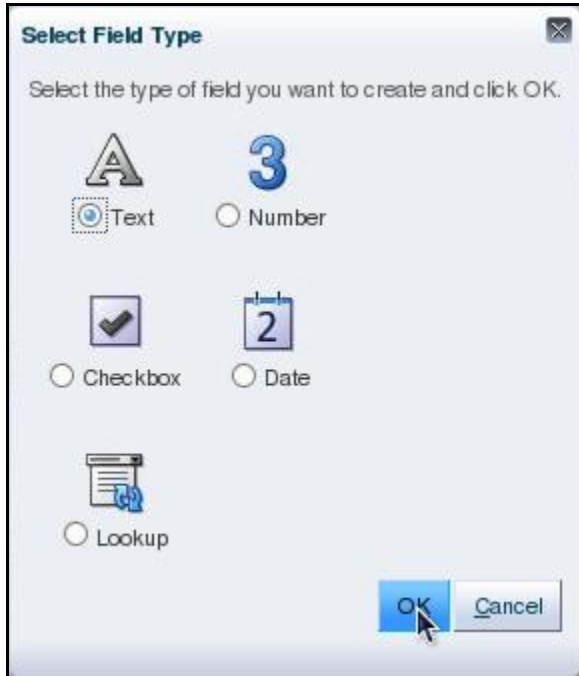 Select Field Type
Select the type of field you want to create and click OK.
A 3
Text Number
2
Checkbox Date
Lookup
OK Cancel